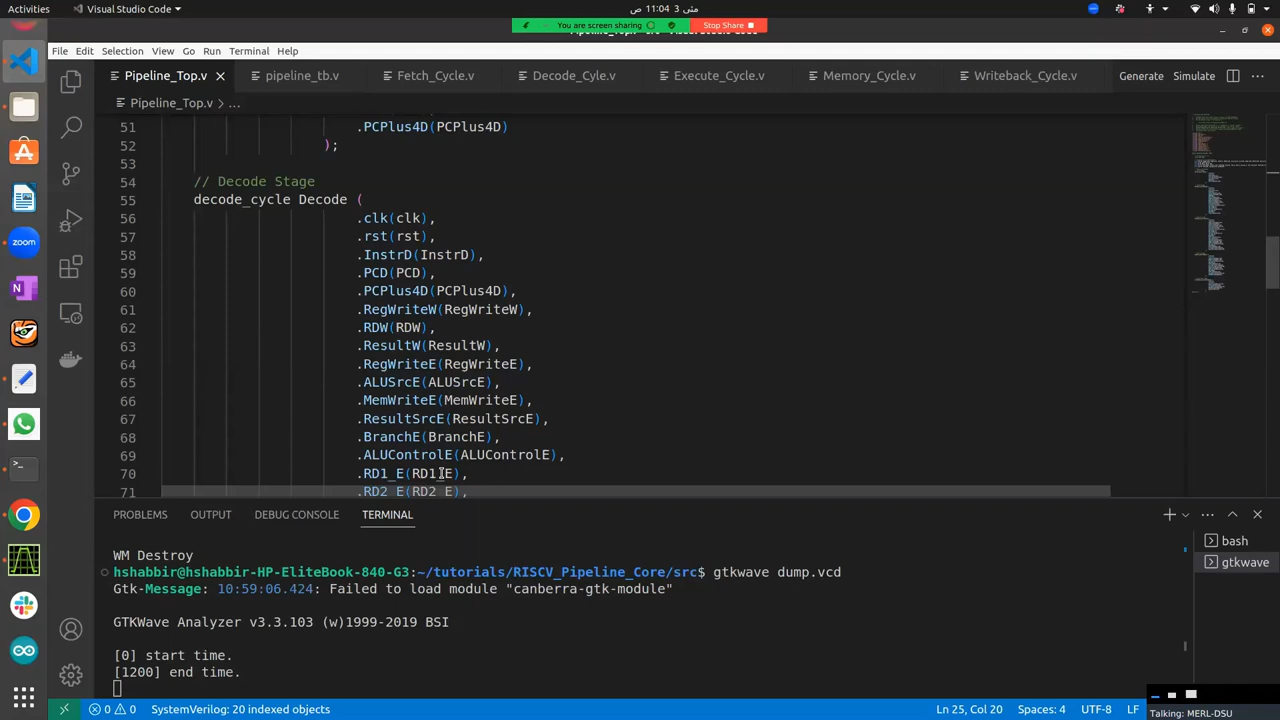 Activities
Visual Studio Code
مئی 3 11:04 ص
You are screen sharing
Stop Share
File Edit Selection View Go Run Terminal Help
Pipeline_Top.v pipeline_tb.v Fetch_Cycle.v Decode_Cyle.v Execute_Cycle.v Memory_Cycle.v Writeback_Cycle.v Generate Simulate
Pipeline_Top.v > ...
51 .PCPlus4D(PCPlus4D)
52 );
53
54 // Decode Stage
55 decode_cycle Decode (
56 .clk(clk),
57 .rst(rst),
58 .InstrD(InstrD),
59 .PCD(PCD),
60 .PCPlus4D(PCPlus4D),
61 .RegWriteW(RegWriteW),
62 .RDW(RDW),
63 .ResultW(ResultW),
64 .RegWriteE(RegWriteE),
65 .ALUSrcE(ALUSrcE),
66 .MemWriteE(MemWriteE),
67 .ResultSrcE(ResultSrcE),
68 .BranchE(BranchE),
69 .ALUControlE(ALUControlE),
70 .RD1_E(RD1_E),
71 .RD2_E(RD2_E),
PROBLEMS OUTPUT DEBUG CONSOLE TERMINAL
WM Destroy
hshabbir@hshabbir-HP-EliteBook-840-G3:~/tutorials/RISCV_Pipeline_Core/src$ gtkwave dump.vcd
Gtk-Message: 10:59:06.424: Failed to load module "canberra-gtk-module"
GTKWave Analyzer v3.3.103 (w)1999-2019 BSI
[0] start time.
[1200] end time.
bash
gtkwave
zoom
0 0 SystemVerilog: 20 indexed objects Ln 25, Col 20 Spaces: 4 UTF-8 LF
Talking: MERL-DSU